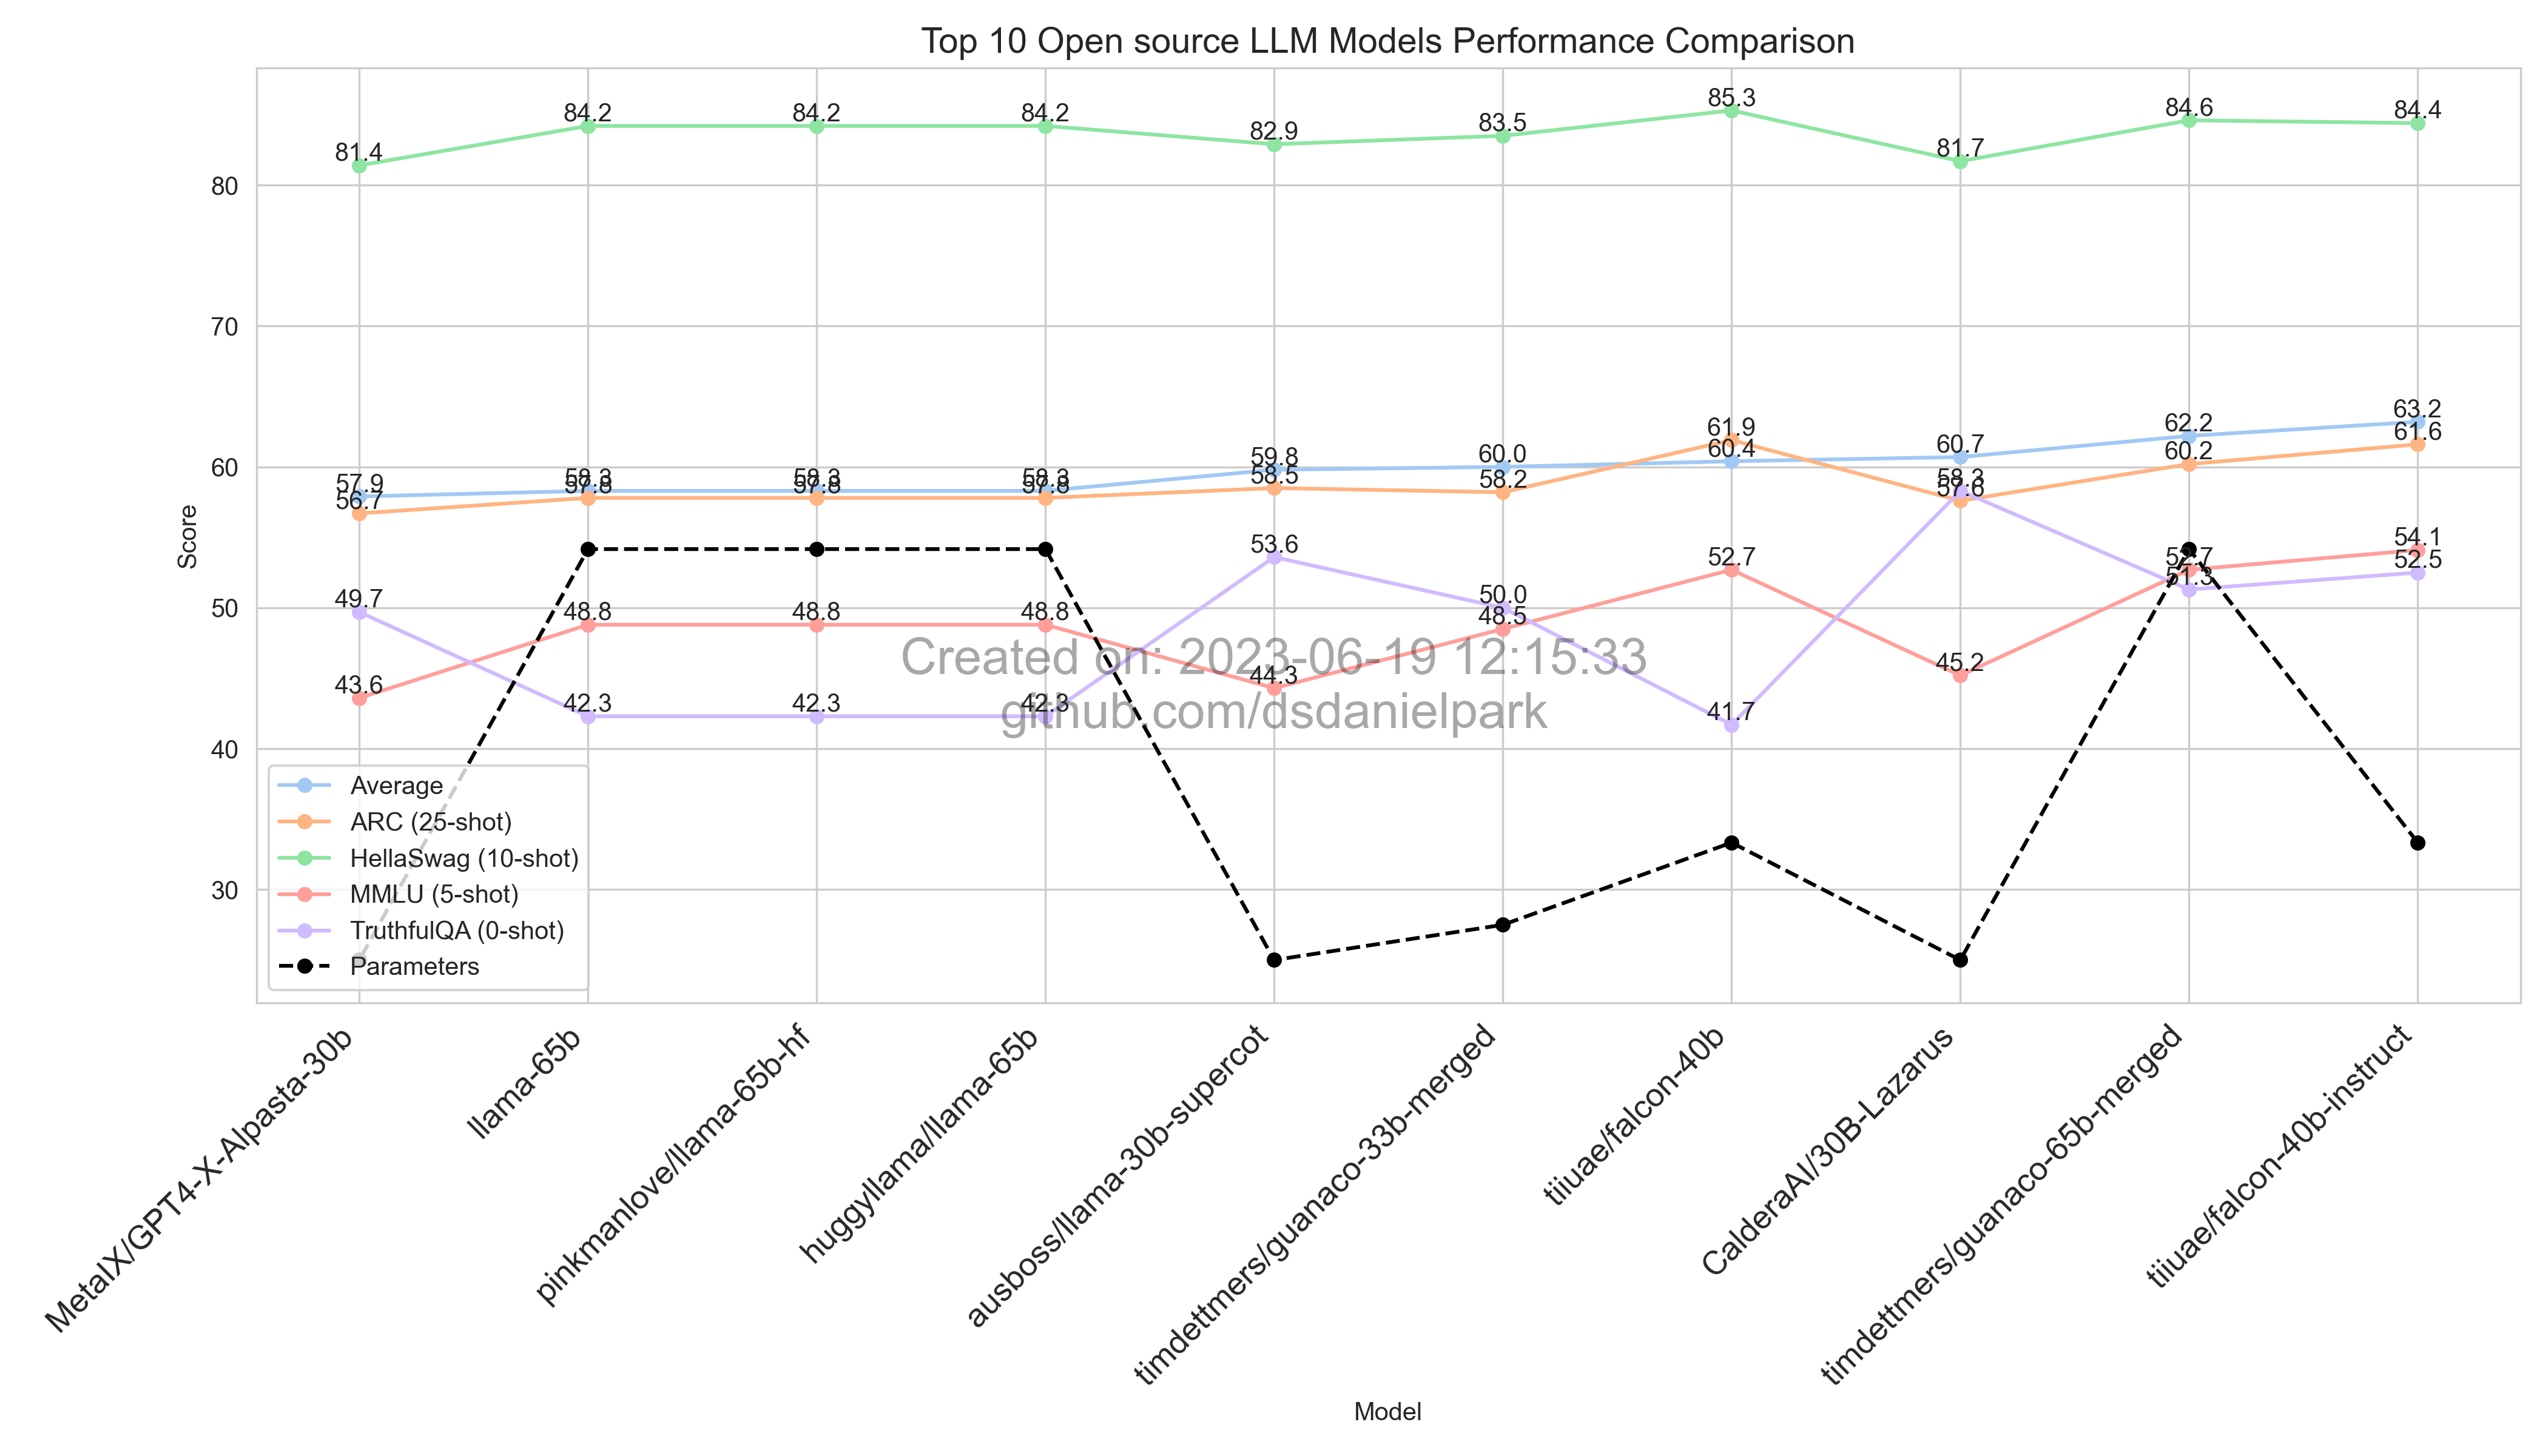 Top 10 Open source LLM Models Performance Comparison
81.4
84.2
84.2
84.2
82.9
83.5
85.3
81.7
84.6
84.4
80
70
60
50
40
30
Score
57.9
58.3
58.3
58.3
59.8
60.0
60.4
60.7
62.2
63.2
56.7
57.8
57.8
57.8
58.5
58.2
61.9
57.6
60.2
61.6
43.6
48.8
48.8
48.8
44.3
48.5
52.7
45.2
52.7
54.1
49.7
42.3
42.3
42.3
53.6
50.0
41.7
58.3
51.3
52.5
Created on: 2023-06-19 12:15:33
github.com/dsdanielpark
Average
ARC (25-shot)
HellaSwag (10-shot)
MMLU (5-shot)
TruthfulQA (0-shot)
Parameters
MetaIX/GPT4-X-Alpasta-30b
llama-65b
pinkmanlove/llama-65b-hf
huggyllama/llama-65b
ausboss/llama-30b-supercot
timdettmers/guanaco-33b-merged
tiiuae/falcon-40b
CalderaAI/30B-Lazarus
timdettmers/guanaco-65b-merged
tiiuae/falcon-40b-instruct
Model